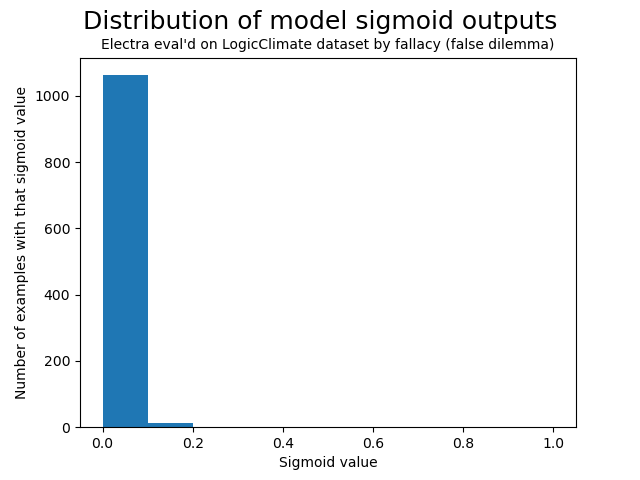 Distribution of model sigmoid outputs
Electra eval'd on LogicClimate dataset by fallacy (false dilemma)
Number of examples with that sigmoid value
1000
800
600
400
200
0
0.0 0.2 0.4 0.6 0.8 1.0
Sigmoid value